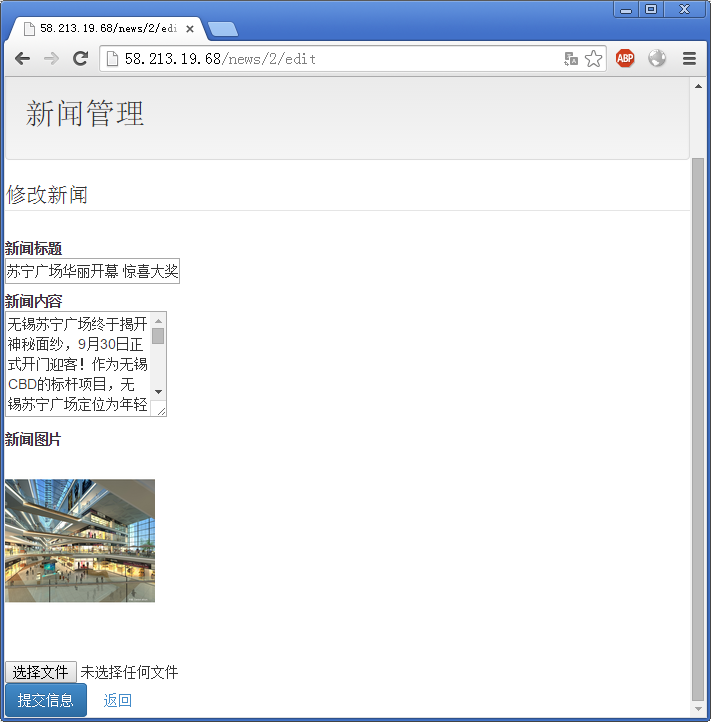 58.213.19.68/news/2/edi
58.213.19.68/news/2/edit
ABP
新闻管理
修改新闻
新闻标题
苏宁广场华丽开幕 惊喜大奖
新闻内容
无锡苏宁广场终于揭开
神秘面纱，9月30日正
式开门迎客！作为无锡
CBD的标杆项目，无
锡苏宁广场定位为年轻
新闻图片
选择文件 未选择任何文件
提交信息 返回